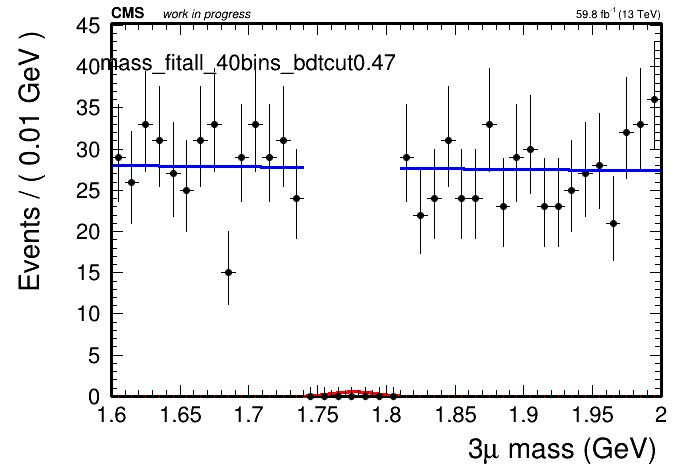 CMS work in progress 59.8 fb⁻¹ (13 TeV)
mass_fitall_40bins_bdtcut0.47
Events / ( 0.01 GeV )
45
40
35
30
25
20
15
10
5
0
1.6 1.65 1.7 1.75 1.8 1.85 1.9 1.95 2
3μ mass (GeV)